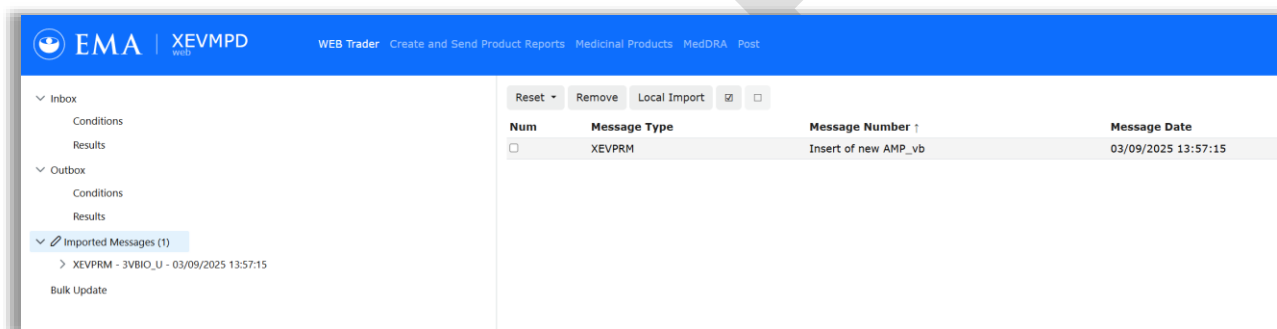 EMA | XEVMPD web
WEB Trader Create and Send Product Reports Medicinal Products MedDRA Post
Inbox
Conditions
Results
Outbox
Conditions
Results
Imported Messages (1)
XEVPRM - 3VBIO_U - 03/09/2025 13:57:15
Bulk Update
Reset Remove Local Import
Num Message Type Message Number ↑ Message Date
XEVPRM Insert of new AMP_vb 03/09/2025 13:57:15